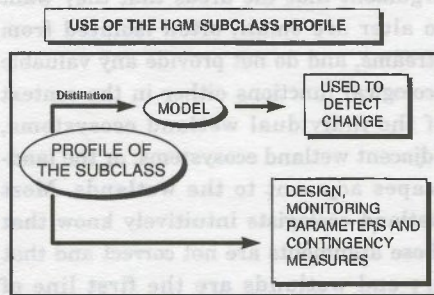 USE OF THE HGM SUBCLASS PROFILE
Distillation
MODEL
USED TO
DETECT
CHANGE
PROFILE OF
THE SUBCLASS
DESIGN,
MONITORING
PARAMETERS AND
CONTINGENCY
MEASURES